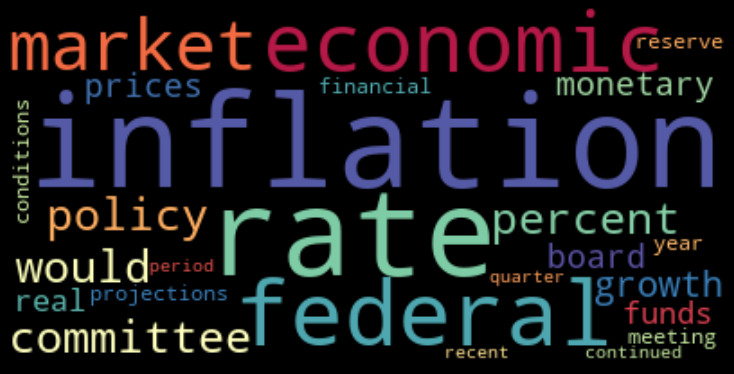 market economic
reserve
prices financial monetary
conditions
inflation
policy rate percent
would period board year
real projections federal quarter growth
funds
committee meeting
recent continued